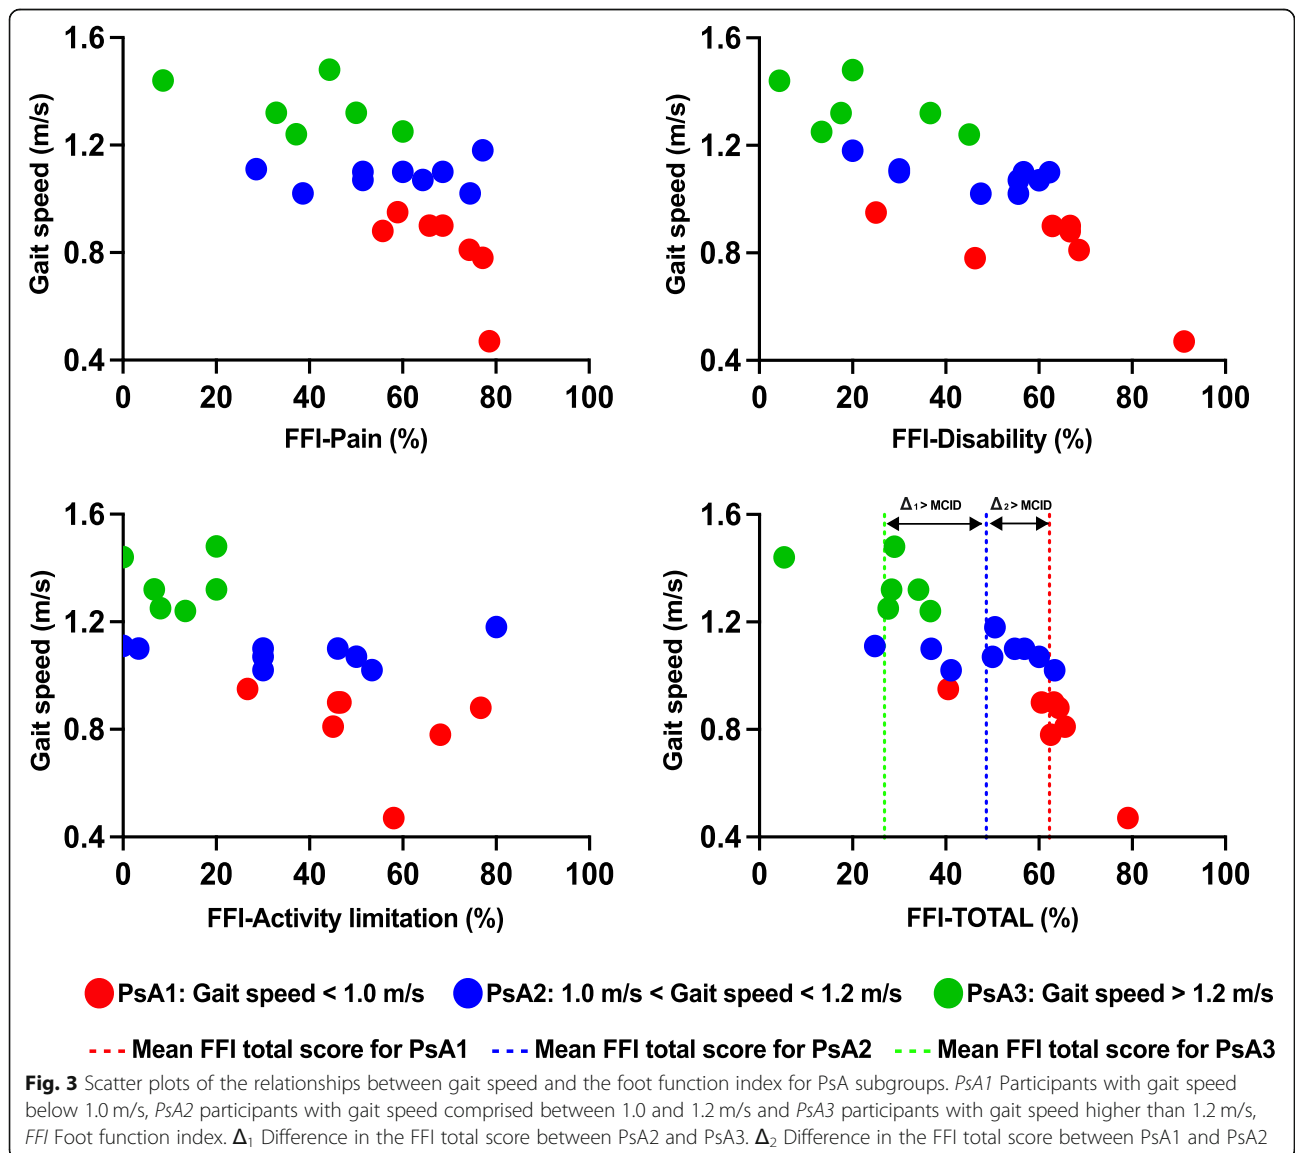 1.6
1.2
0.8
0.4
Gait speed (m/s)
0 20 40 60 80 100
FFI-Pain (%)
1.6
1.2
0.8
0.4
Gait speed (m/s)
0 20 40 60 80 100
FFI-Disability (%)
1.6
1.2
0.8
0.4
Gait speed (m/s)
0 20 40 60 80 100
FFI-Activity limitation (%)
Δ₁ > MCID Δ₂ > MCID
1.6
1.2
0.8
0.4
Gait speed (m/s)
0 20 40 60 80 100
FFI-TOTAL (%)
PsA1: Gait speed < 1.0 m/s PsA2: 1.0 m/s < Gait speed < 1.2 m/s PsA3: Gait speed > 1.2 m/s
Mean FFI total score for PsA1 Mean FFI total score for PsA2 Mean FFI total score for PsA3
Fig. 3 Scatter plots of the relationships between gait speed and the foot function index for PsA subgroups. PsA1 Participants with gait speed
below 1.0 m/s, PsA2 participants with gait speed comprised between 1.0 and 1.2 m/s and PsA3 participants with gait speed higher than 1.2 m/s,
FFI Foot function index. Δ₁ Difference in the FFI total score between PsA2 and PsA3. Δ₂ Difference in the FFI total score between PsA1 and PsA2